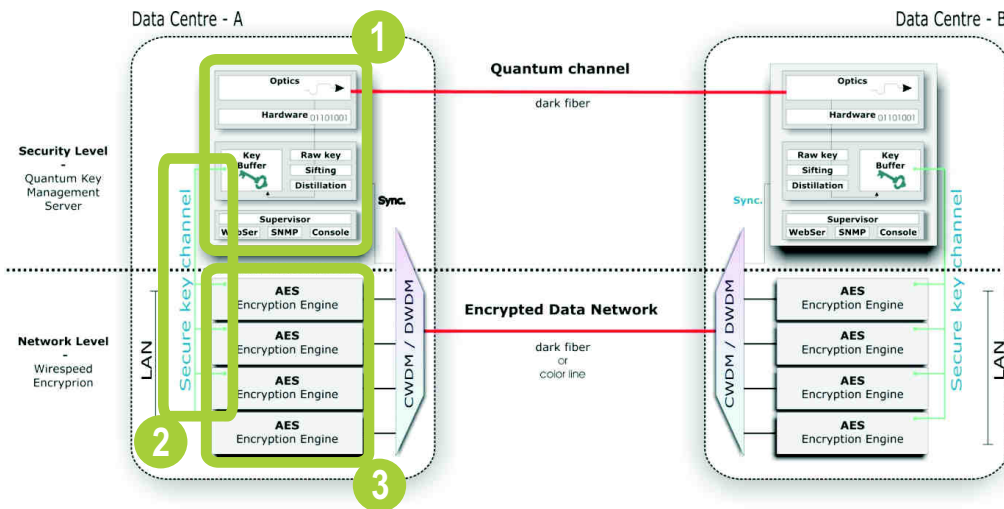 Data Centre - A
Data Centre - B
1
Optics
Hardware 01101001
Key
Buffer
Raw key
Sifting
Distillation
Supervisor
WebSer SNMP Console
Quantum channel
dark fiber
Optics
Hardware 01101001
Raw key
Sifting
Distillation
Key
Buffer
Supervisor
WebSer SNMP Console
Security Level
-
Quantum Key
Management
Server
Sync.
Sync.
Secure key channel
Secure key channel
Network Level
-
Wirespeed
Encryprion
LAN
AES
Encryption Engine
AES
Encryption Engine
AES
Encryption Engine
AES
Encryption Engine
CWDM / DWDM
Encrypted Data Network
dark fiber
or
color line
CWDM / DWDM
AES
Encryption Engine
AES
Encryption Engine
AES
Encryption Engine
AES
Encryption Engine
LAN
2
3